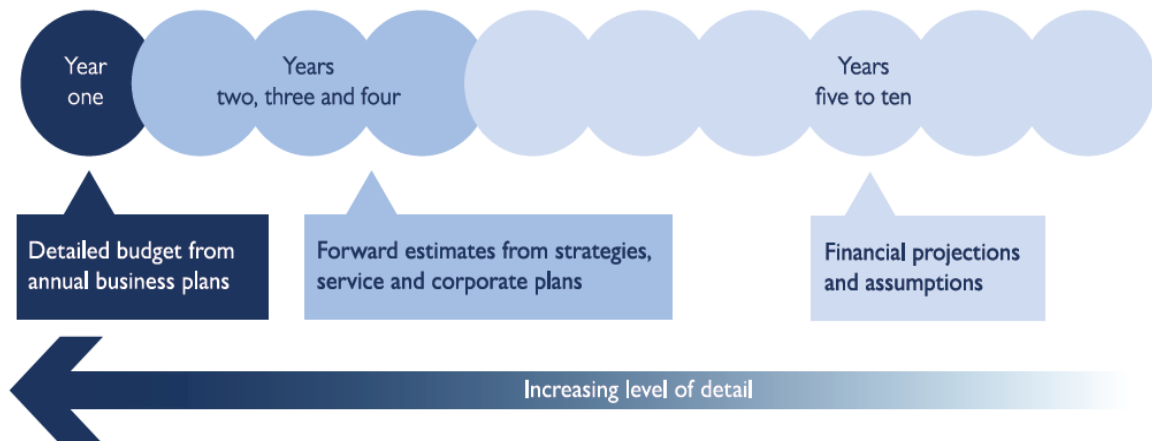 Year
one
Years
two, three and four
Years
five to ten
Detailed budget from
annual business plans
Forward estimates from strategies,
service and corporate plans
Financial projections
and assumptions
Increasing level of detail